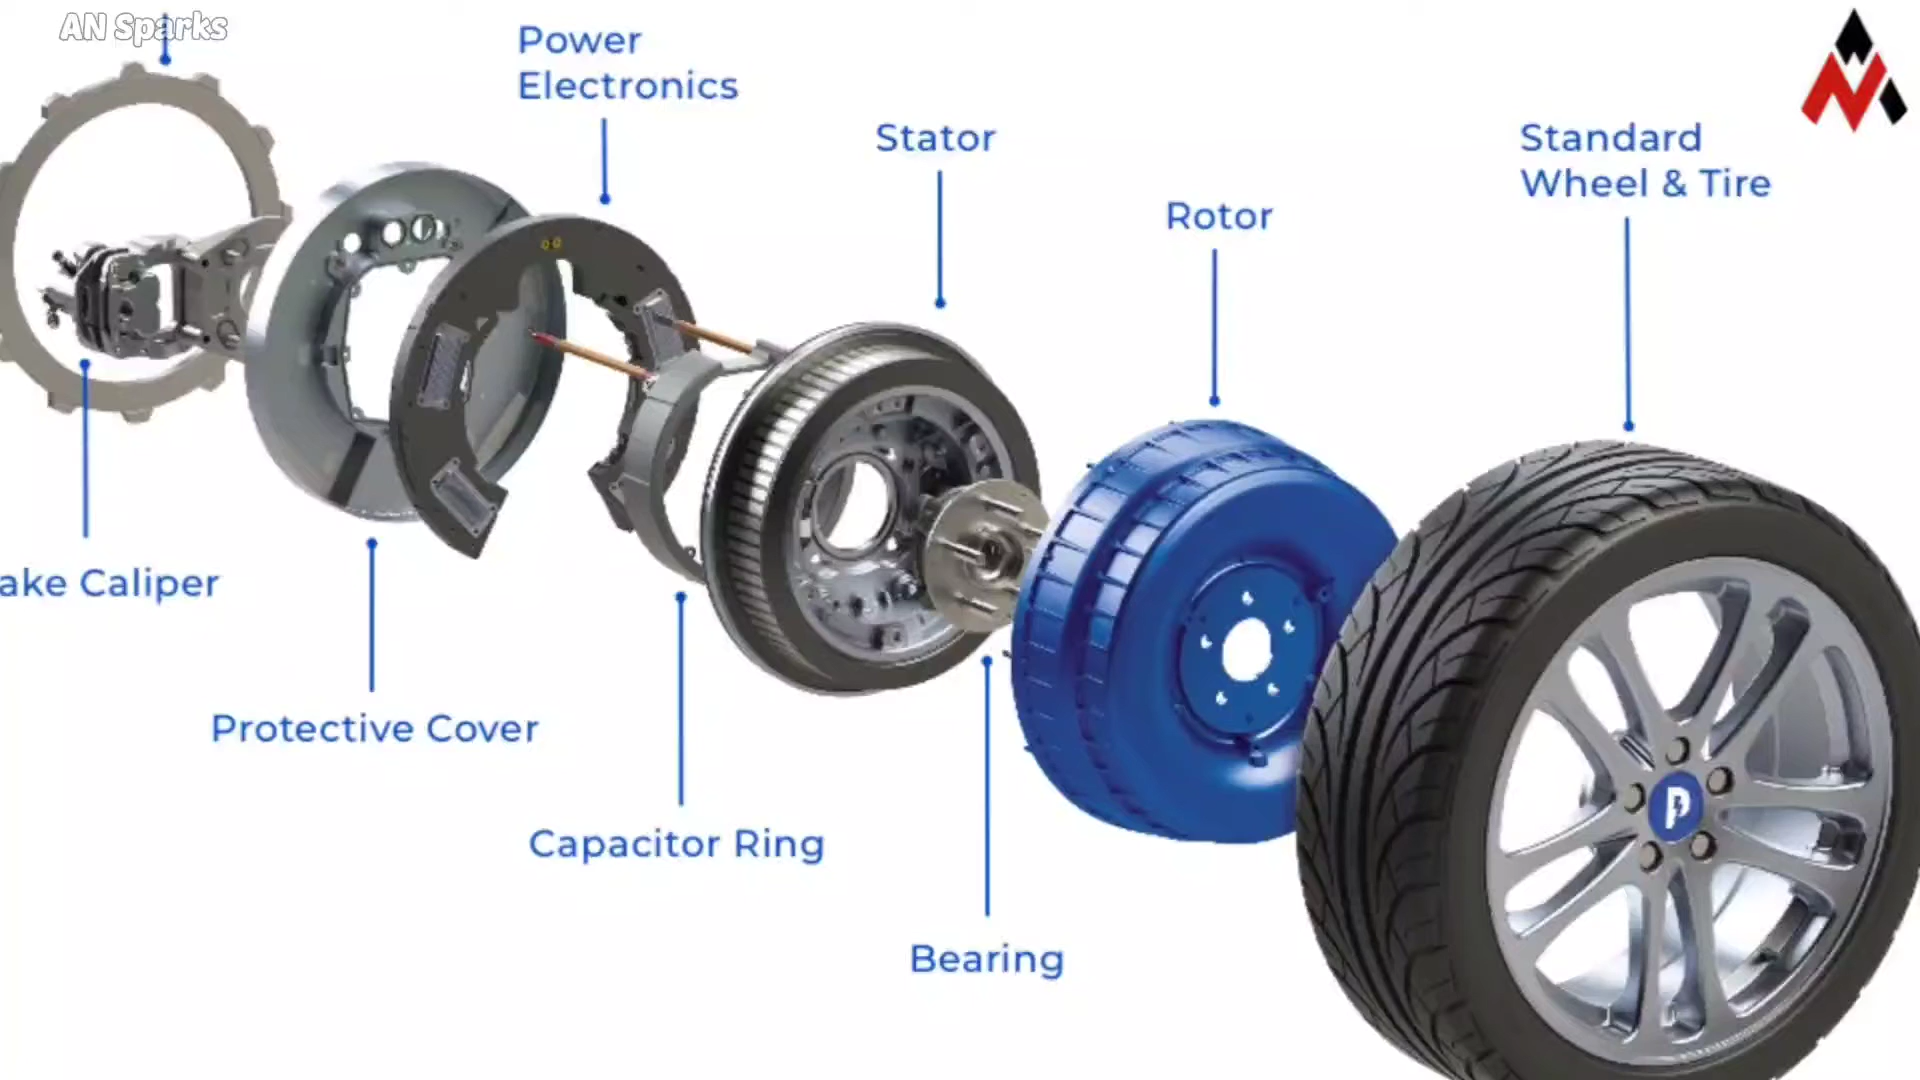 AN Sparks
Power
Electronics
Stator
Standard
Wheel & Tire
Rotor
ake Caliper
Protective Cover
Capacitor Ring
Bearing
P